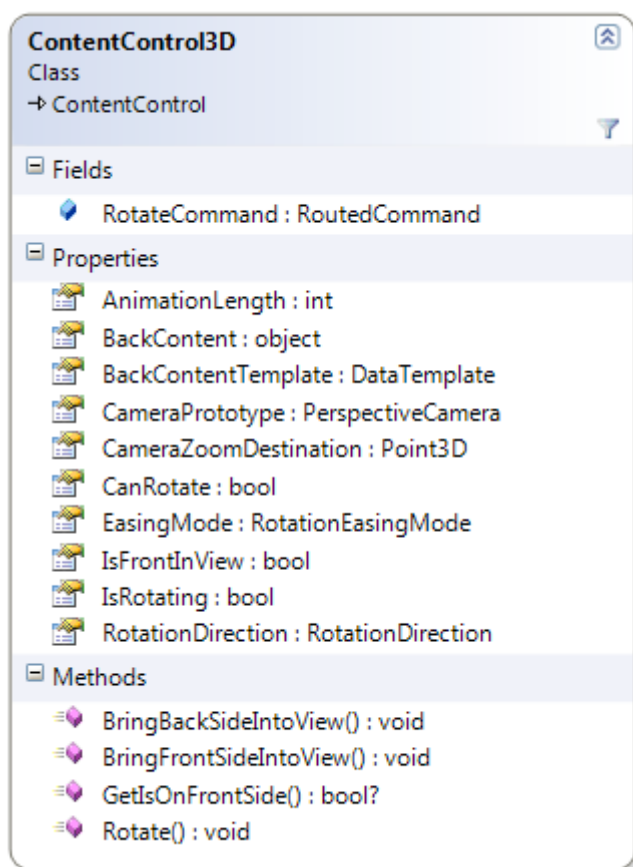 ContentControl3D
Class
ContentControl
Fields
RotateCommand : RoutedCommand
Properties
AnimationLength : int
BackContent : object
BackContentTemplate : DataTemplate
CameraPrototype : PerspectiveCamera
CameraZoomDestination : Point3D
CanRotate : bool
EasingMode : RotationEasingMode
IsFrontInView : bool
IsRotating : bool
RotationDirection : RotationDirection
Methods
BringBackSideIntoView() : void
BringFrontSideIntoView() : void
GetIsOnFrontSide() : bool?
Rotate() : void